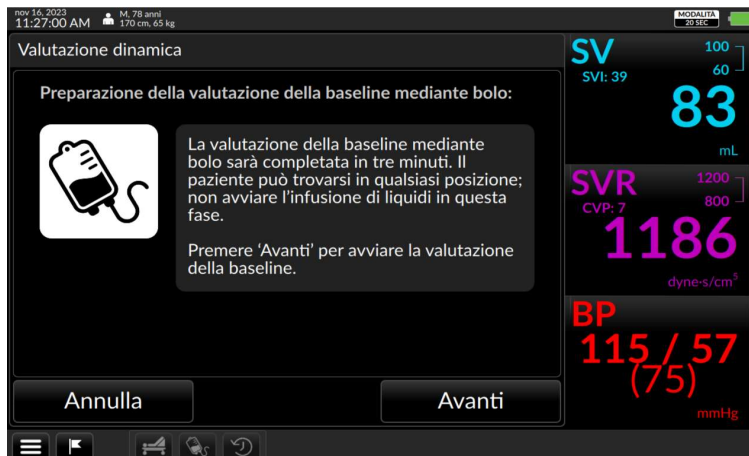 nov 16, 2023
11:27:00 AM
M, 78 anni
170 cm, 65 kg
MODALITÀ
20 SEC
Valutazione dinamica
Preparazione della valutazione della baseline mediante bolo:
La valutazione della baseline mediante
bolo sarà completata in tre minuti. Il
paziente può trovarsi in qualsiasi posizione;
non avviare l'infusione di liquidi in questa
fase.
Premere 'Avanti' per avviare la valutazione
della baseline.
Annulla
Avanti
SV
100
SVI: 39
60
83
mL
SVR
1200
CVP: 7
800
1186
dyne·s/cm⁵
BP
115 / 57
(75)
mmHg